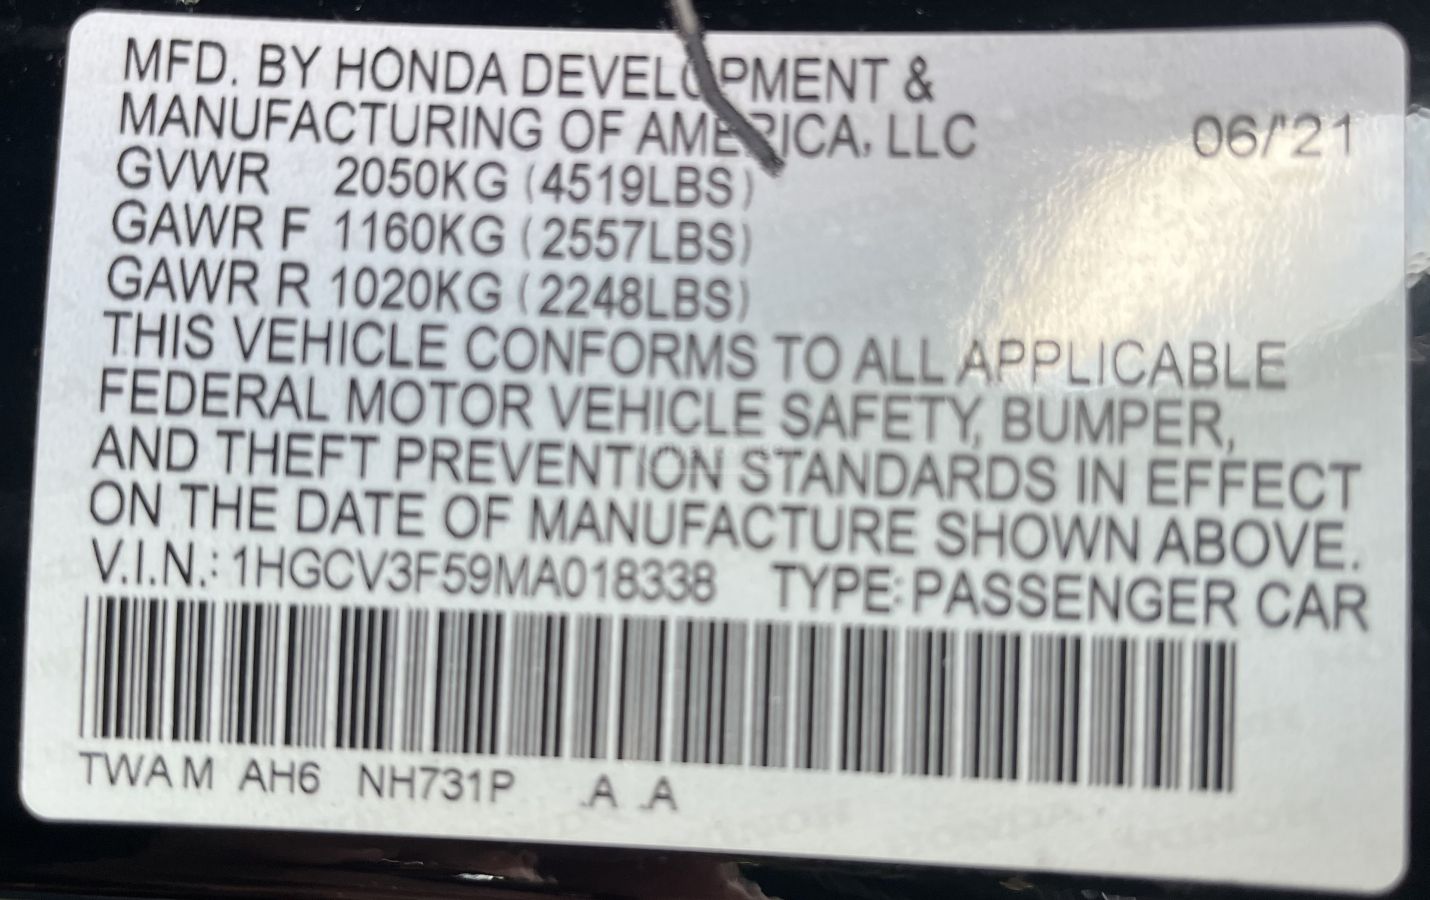 MFD. BY HONDA DEVELOPMENT &
MANUFACTURING OF AMERICA, LLC 06/'21
GVWR 2050KG (4519LBS)
GAWR F 1160KG (2557LBS)
GAWR R 1020KG (2248LBS)
THIS VEHICLE CONFORMS TO ALL APPLICABLE
FEDERAL MOTOR VEHICLE SAFETY, BUMPER,
AND THEFT PREVENTION STANDARDS IN EFFECT
ON THE DATE OF MANUFACTURE SHOWN ABOVE.
V.I.N.: 1HGCV3F59MA018338 TYPE:PASSENGER CAR
TWA M AH6 NH731P .A .A